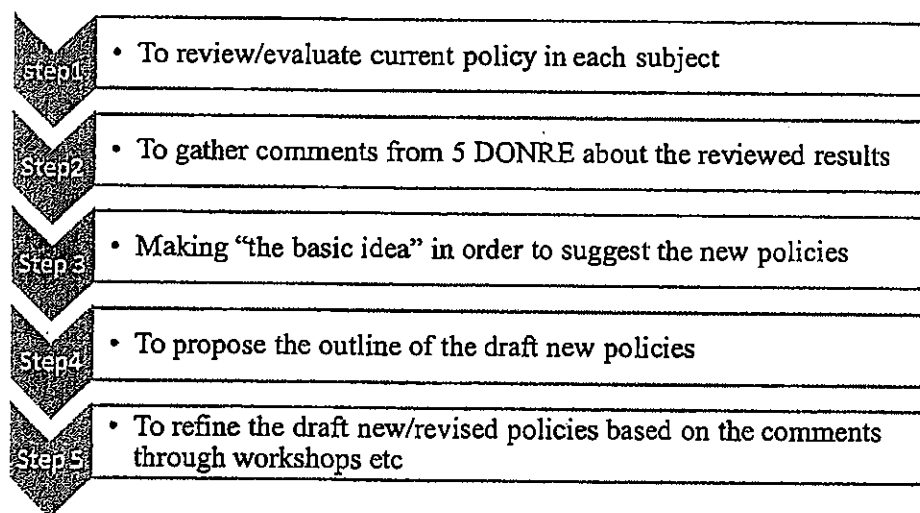 step1
• To review/evaluate current policy in each subject
Step2
• To gather comments from 5 DONRE about the reviewed results
Step 3
• Making “the basic idea” in order to suggest the new policies
Step4
• To propose the outline of the draft new policies
Step 5
• To refine the draft new/revised policies based on the comments
through workshops etc